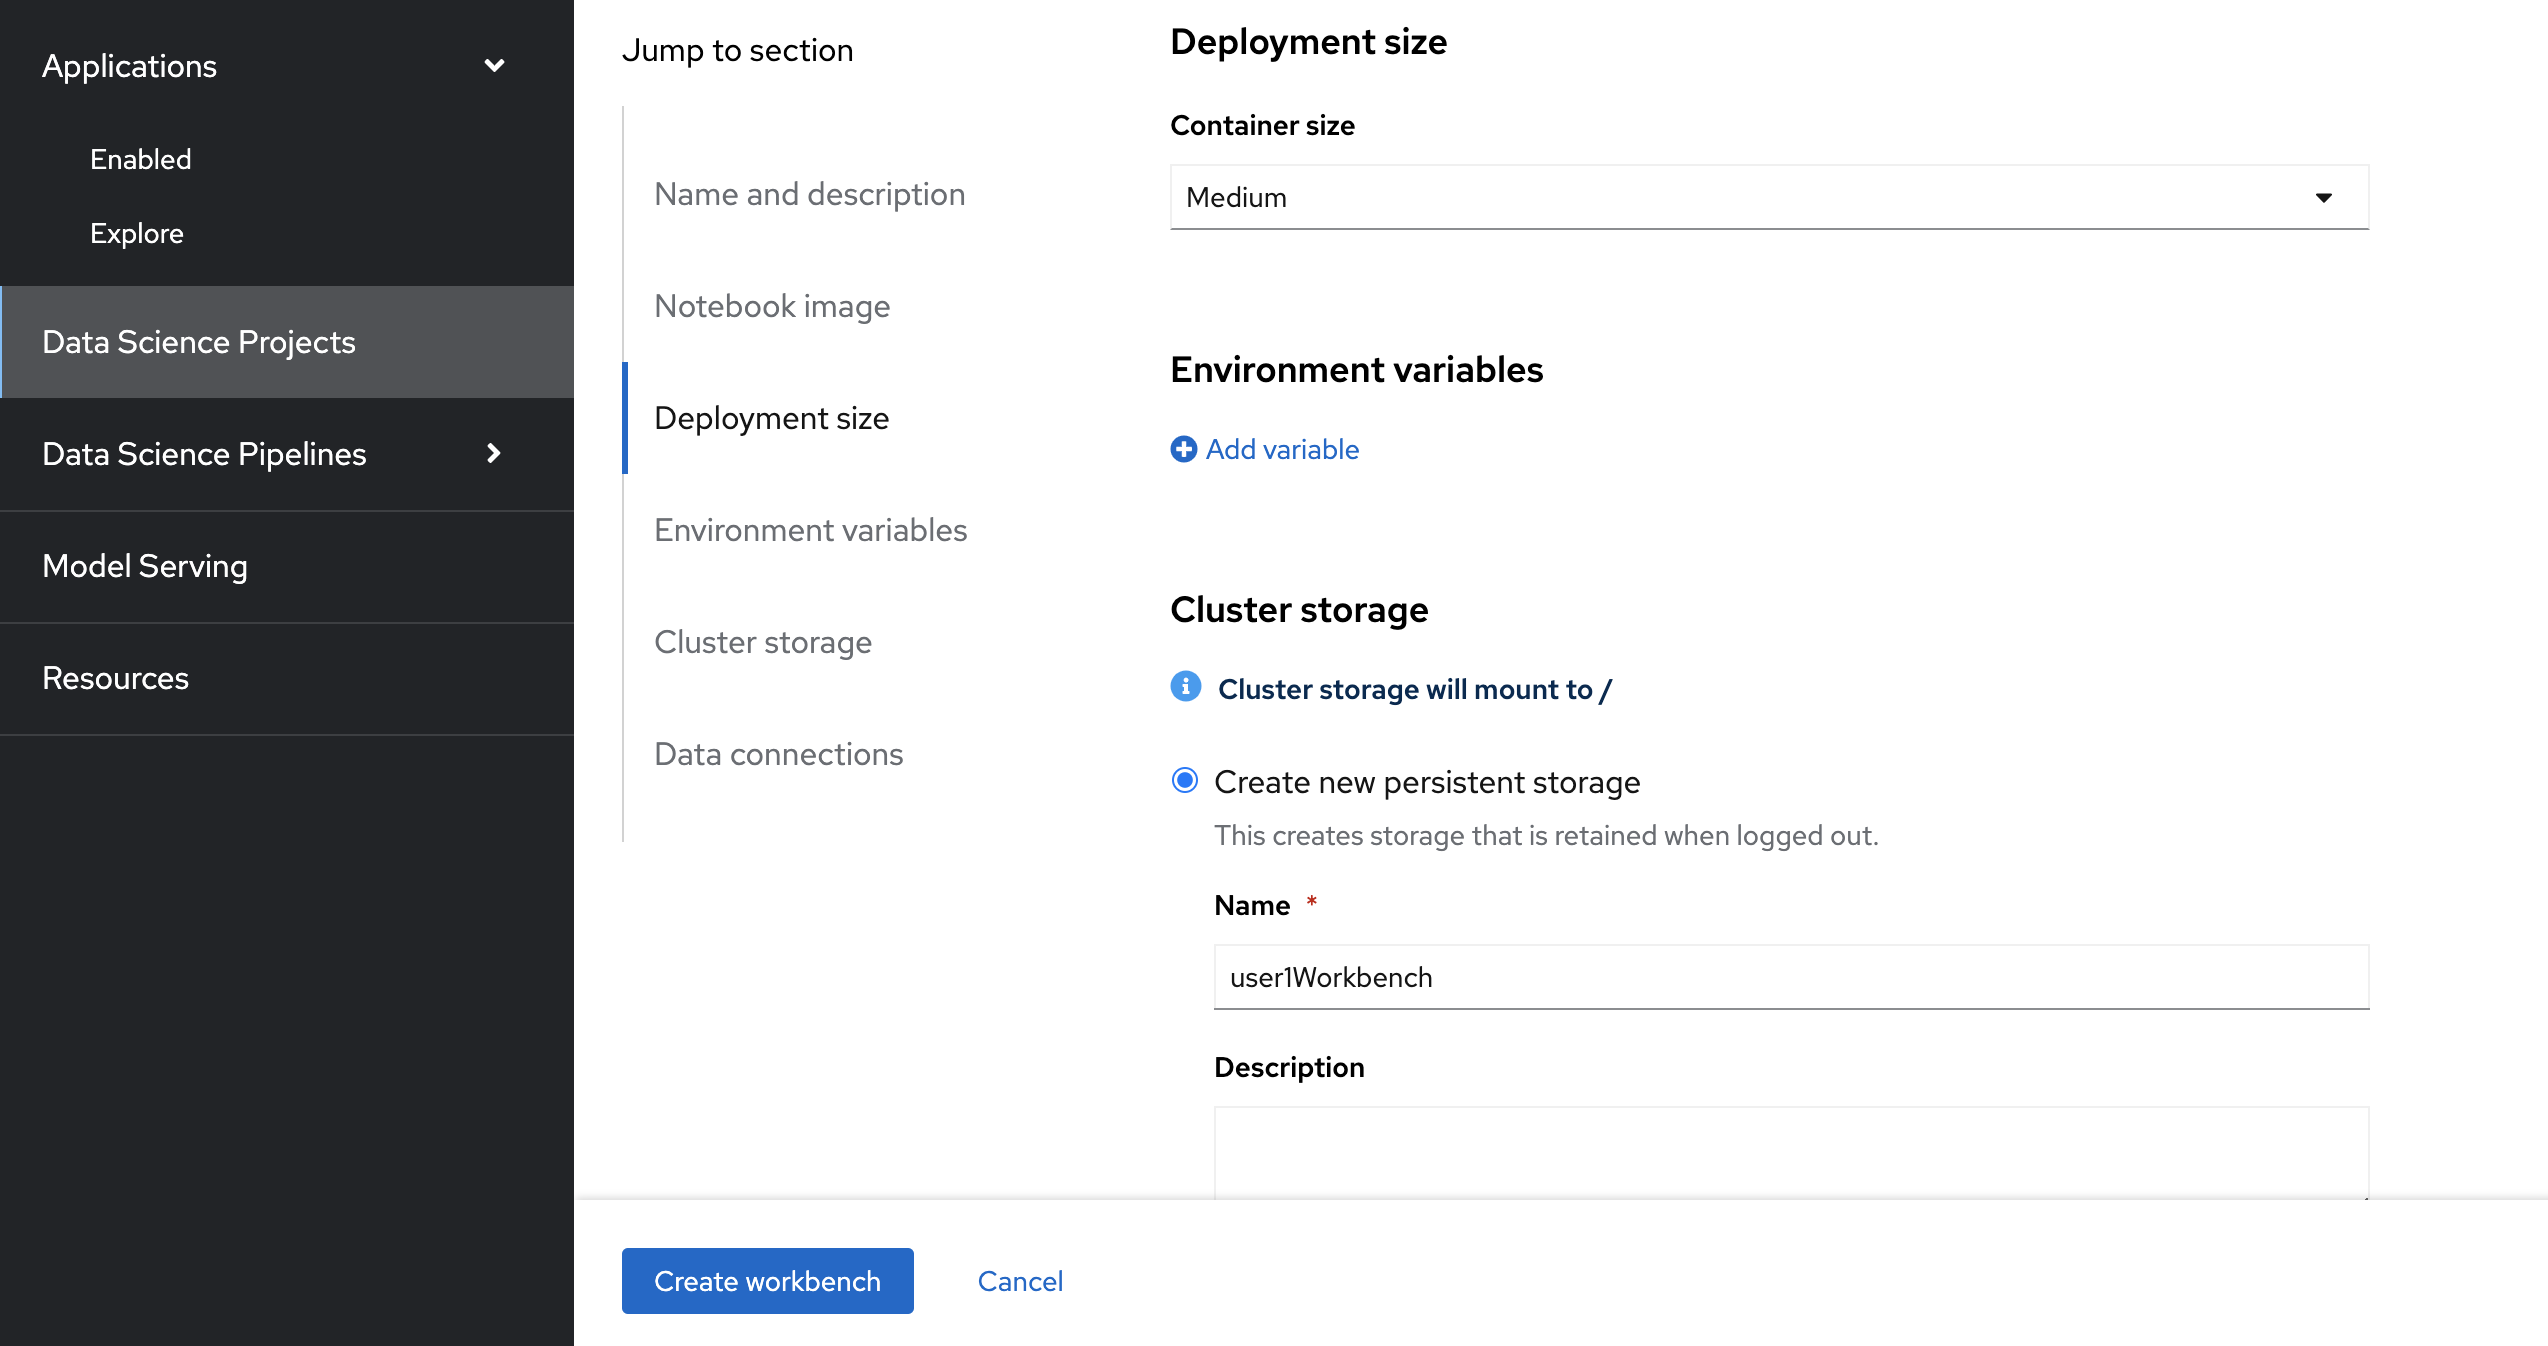 Applications
Enabled
Explore
Data Science Projects
Data Science Pipelines
Model Serving
Resources
Jump to section
Name and description
Notebook image
Deployment size
Environment variables
Cluster storage
Data connections
Deployment size
Container size
Medium
Environment variables
Add variable
Cluster storage
Cluster storage will mount to /
Create new persistent storage
This creates storage that is retained when logged out.
Name *
user1Workbench
Description
Create workbench
Cancel